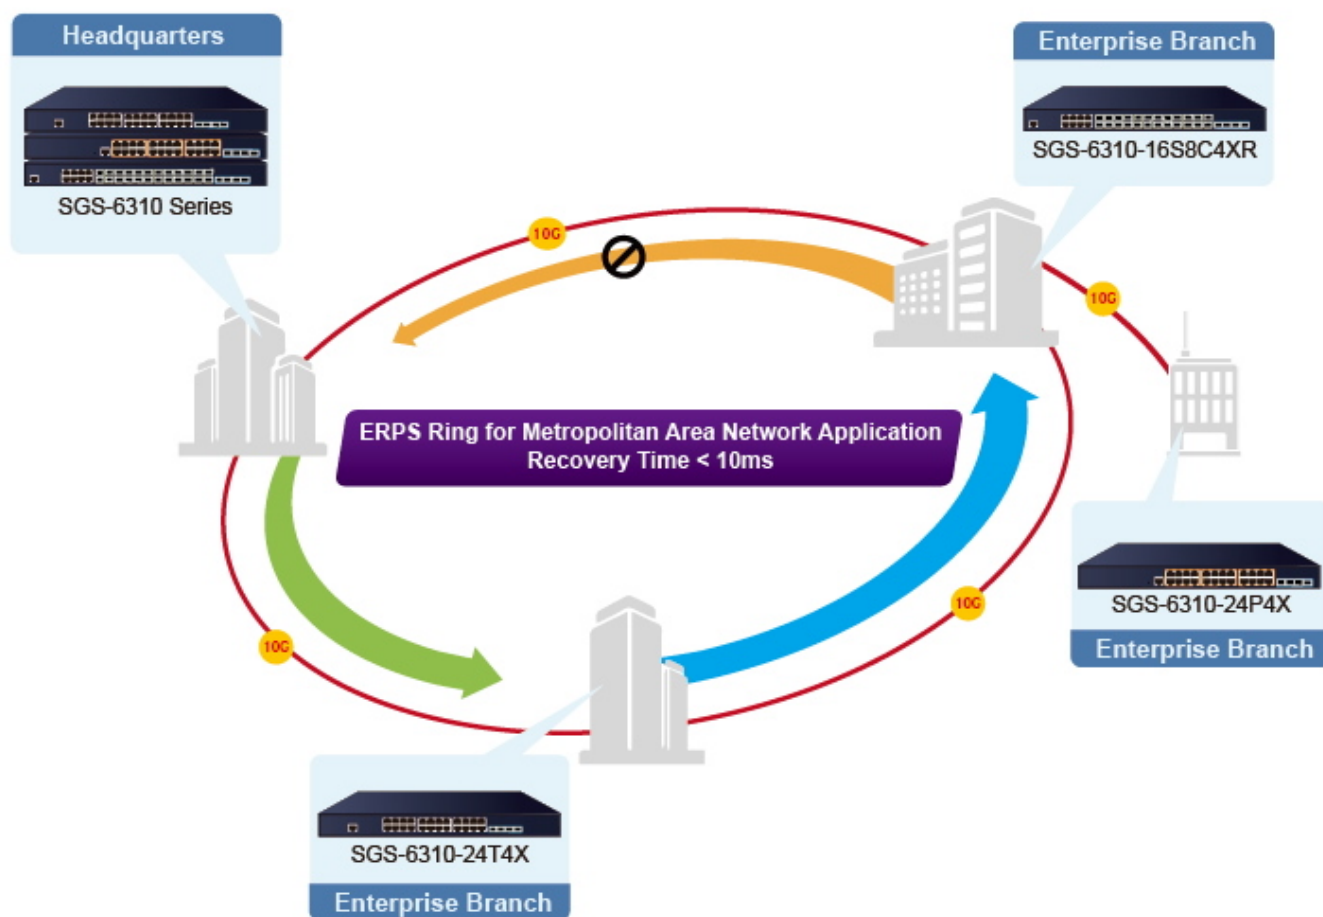 Headquarters
SGS-6310 Series
Enterprise Branch
SGS-6310-16S8C4XR
10G
10G
ERPS Ring for Metropolitan Area Network Application
Recovery Time < 10ms
10G
10G
SGS-6310-24P4X
Enterprise Branch
SGS-6310-24T4X
Enterprise Branch